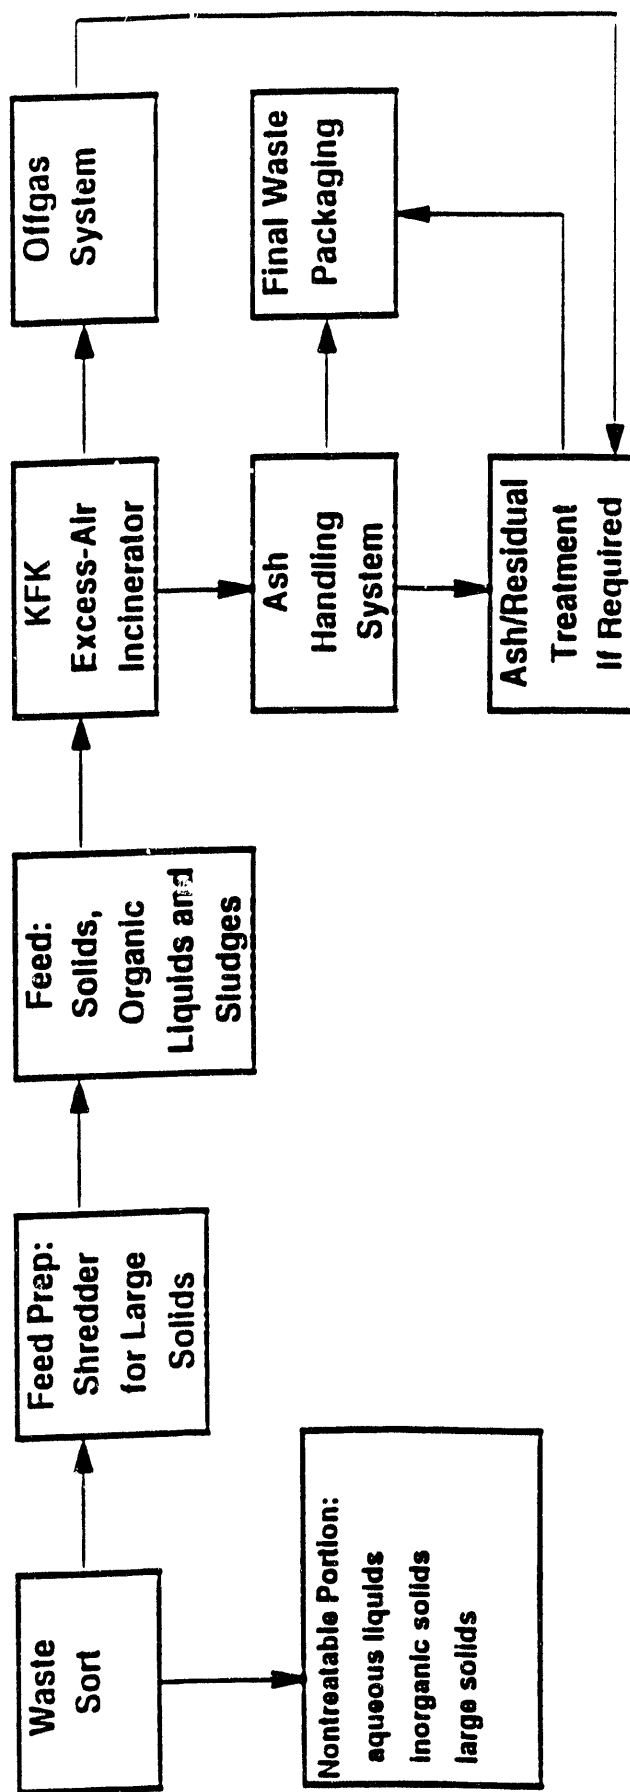 Waste
Sort
Nontreatable Portion:
aqueous liquids
inorganic solids
large solids
Feed Prep:
Shredder
for Large
Solids
Feed:
Solids,
Organic
Liquids and
Sludges
KFK
Excess-Air
Incinerator
Offgas
System
Ash
Handling
System
Final Waste
Packaging
Ash/Residual
Treatment
If Required